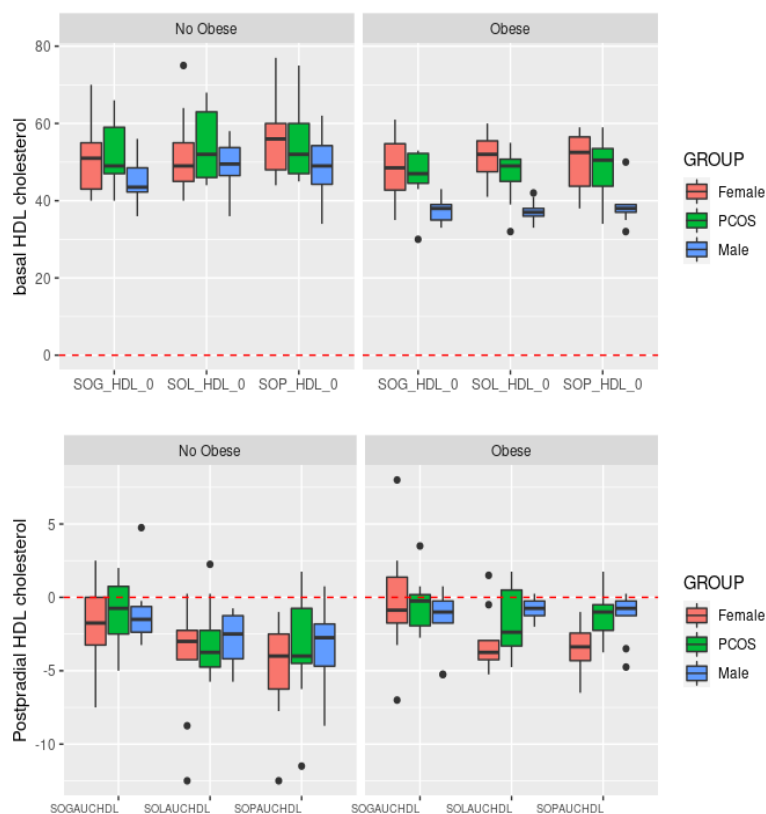 No Obese
Obese
basal HDL cholesterol
80
60
40
20
0
SOG_HDL_0
SOL_HDL_0
SOP_HDL_0
SOG_HDL_0
SOL_HDL_0
SOP_HDL_0
GROUP
Female
PCOS
Male
No Obese
Obese
Postpradial HDL cholesterol
5
0
-5
-10
SOGAUCHDL
SOLAUCHDL
SOPAUCHDL
SOGAUCHDL
SOLAUCHDL
SOPAUCHDL
GROUP
Female
PCOS
Male